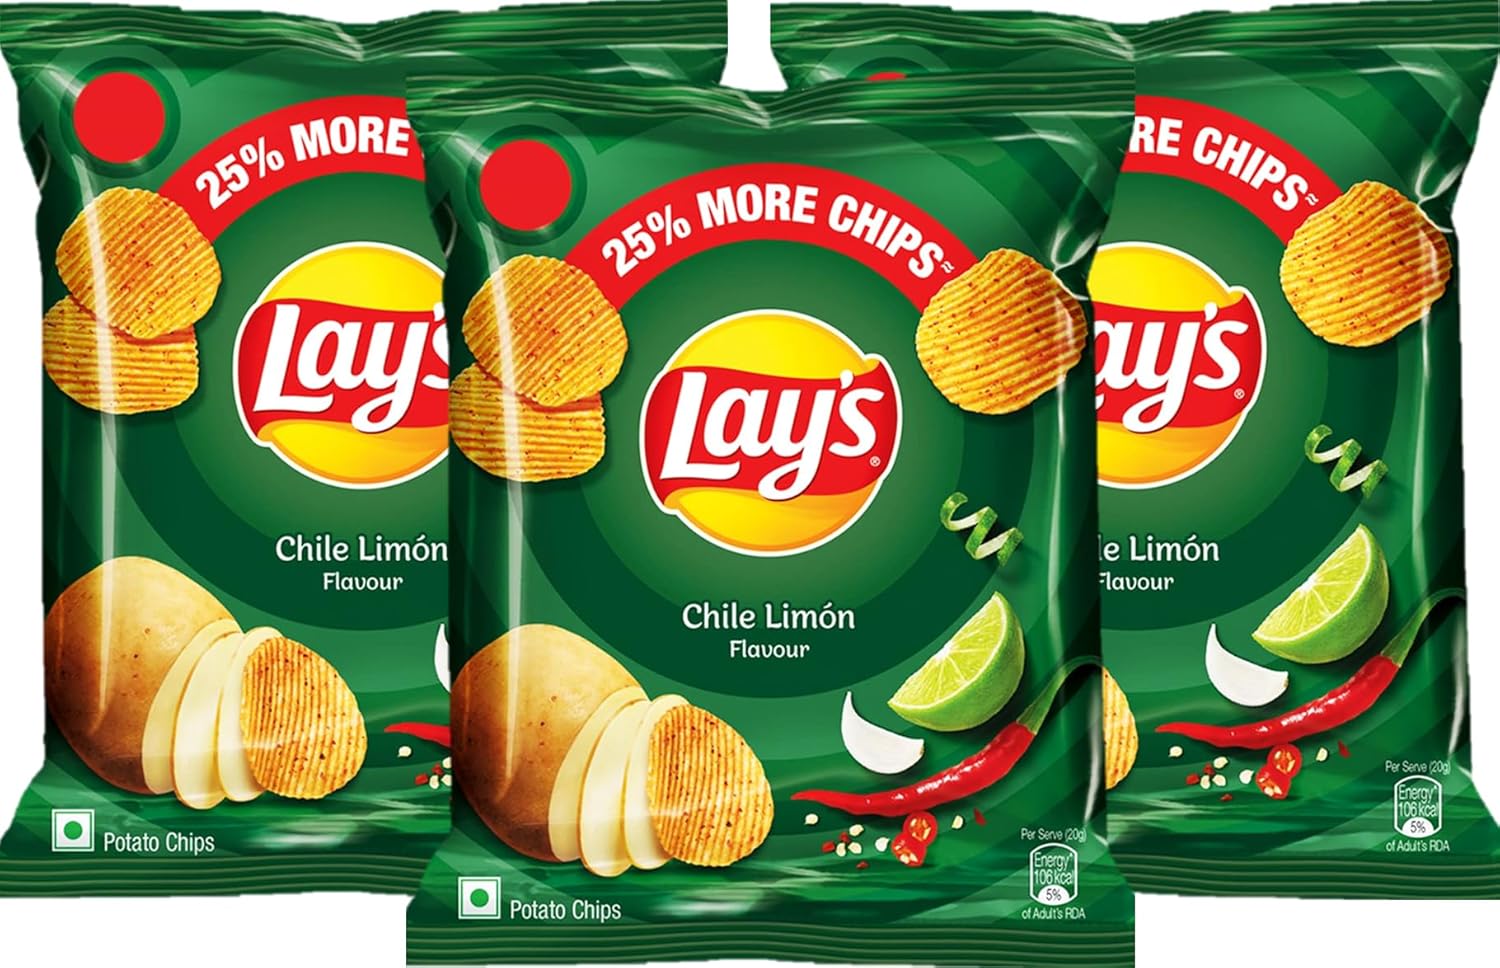 25% MORE
Lay's
Chile Limón
Flavour
Potato Chips
25% MORE CHIPS≈
Lay's®
Chile Limón
Flavour
Potato Chips
Per Serve (20g)
Energy*
106 kcal
5%
of Adult's RDA
RE CHIPS≈
ay's®
le Limón
Flavour
Per Serve (20g)
Energy*
106 kcal
5%
of Adult's RDA